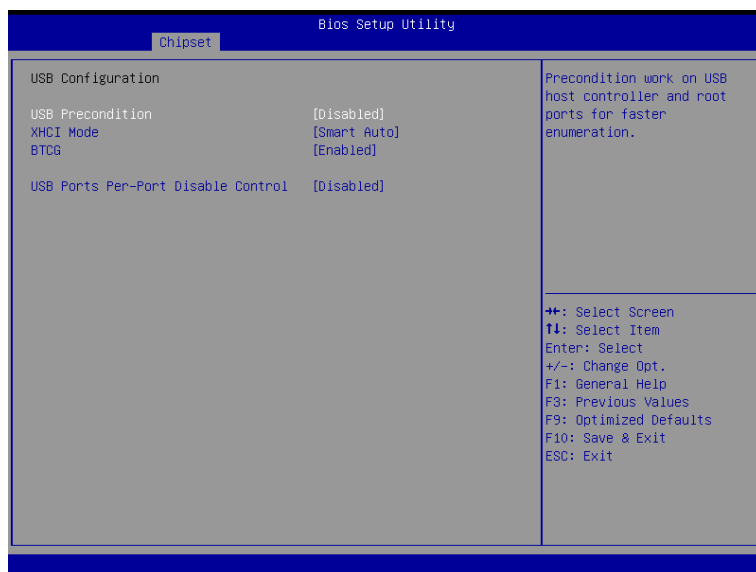 Bios Setup Utility
Chipset
USB Configuration
USB Precondition [Disabled]
XHCI Mode [Smart Auto]
BTCG [Enabled]
USB Ports Per-Port Disable Control [Disabled]
Precondition work on USB
host controller and root
ports for faster
enumeration.
→←: Select Screen
↑↓: Select Item
Enter: Select
+/-: Change Opt.
F1: General Help
F3: Previous Values
F9: Optimized Defaults
F10: Save & Exit
ESC: Exit